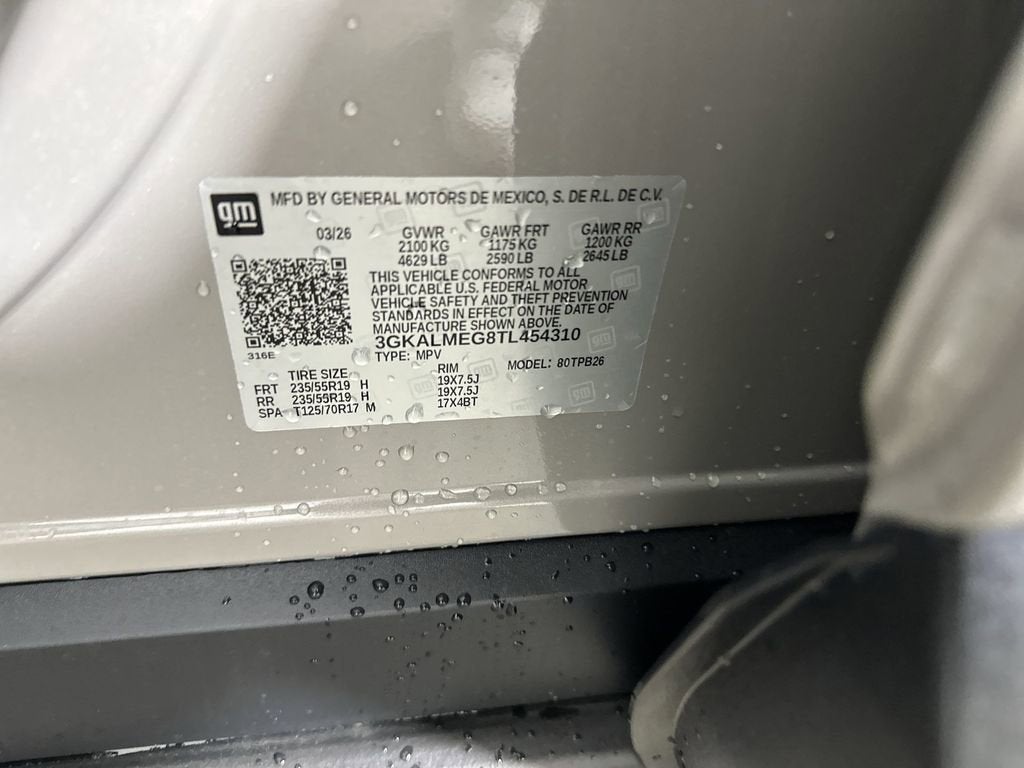 gm
MFD BY GENERAL MOTORS DE MEXICO, S. DE R.L. DE C.V.
03/26 GVWR GAWR FRT GAWR RR
2100 KG 1175 KG 1200 KG
4629 LB 2590 LB 2645 LB
THIS VEHICLE CONFORMS TO ALL
APPLICABLE U.S. FEDERAL MOTOR
VEHICLE SAFETY AND THEFT PREVENTION
STANDARDS IN EFFECT ON THE DATE OF
MANUFACTURE SHOWN ABOVE.
3GKALMEG8TL454310
316E
TYPE: MPV MODEL: 80TPB26
TIRE SIZE RIM
FRT 235/55R19 H 19X7.5J
RR 235/55R19 H 19X7.5J
SPA T125/70R17 M 17X4BT